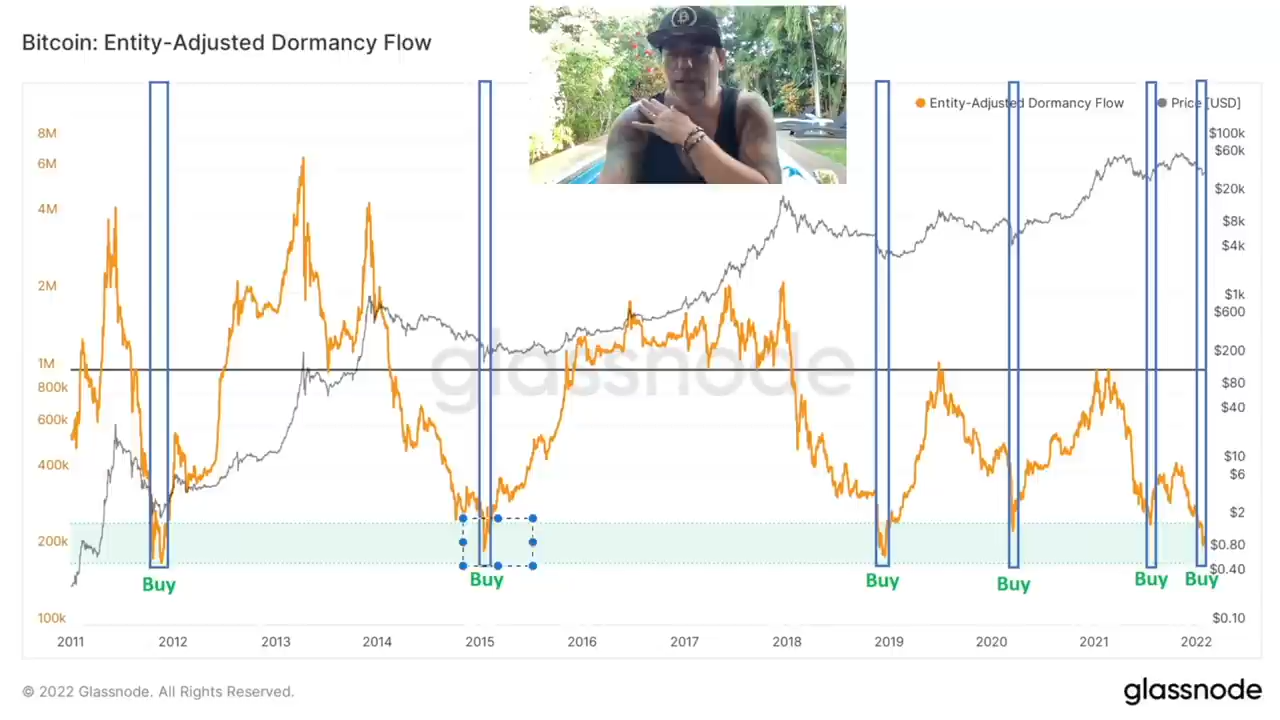 Bitcoin: Entity-Adjusted Dormancy Flow
Entity-Adjusted Dormancy Flow
Price [USD]
8M
6M
4M
2M
1M
800k
600k
400k
200k
100k
$100k
$60k
$20k
$8k
$4k
$1k
$600
$200
$80
$40
$10
$6
$2
$0.80
$0.40
$0.10
glassnode
Buy
Buy
Buy
Buy
Buy
Buy
2011
2012
2013
2014
2015
2016
2017
2018
2019
2020
2021
2022
© 2022 Glassnode. All Rights Reserved.
glassnode